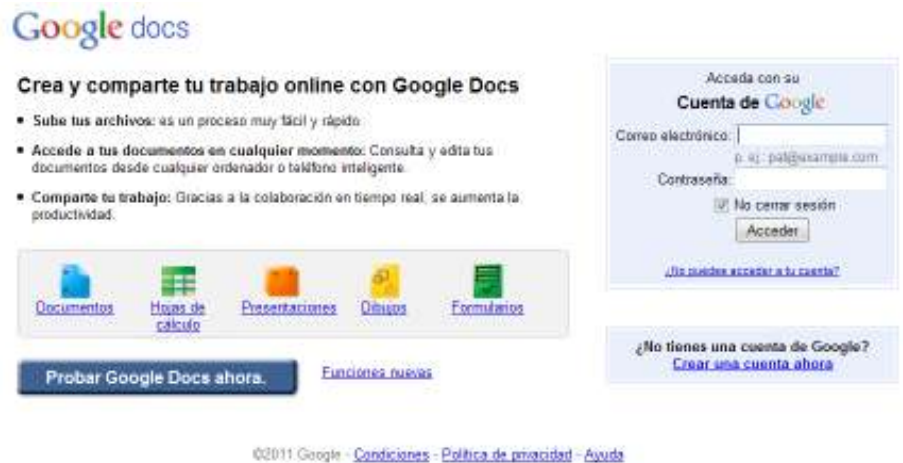 Google docs
Crea y comparte tu trabajo online con Google Docs
Sube tus archivos: es un proceso muy fácil y rápido
Accede a tus documentos en cualquier momento: Consulta y edita tus
documentos desde cualquier ordenador o teléfono inteligente.
Comparte tu trabajo: Gracias a la colaboración en tiempo real, se aumenta la
productividad.
Documentos
Hojas de
cálculo
Presentaciones
Dibujos
Formularios
Probar Google Docs ahora.
Funciones nuevas
Acceda con su
Cuenta de Google
Correo electrónico:
p. ej.: pat@example.com
Contraseña:
No cerrar sesión
Acceder
¿No puedes acceder a tu cuenta?
¿No tienes una cuenta de Google?
Crear una cuenta ahora
©2011 Google - Condiciones - Política de privacidad - Ayuda